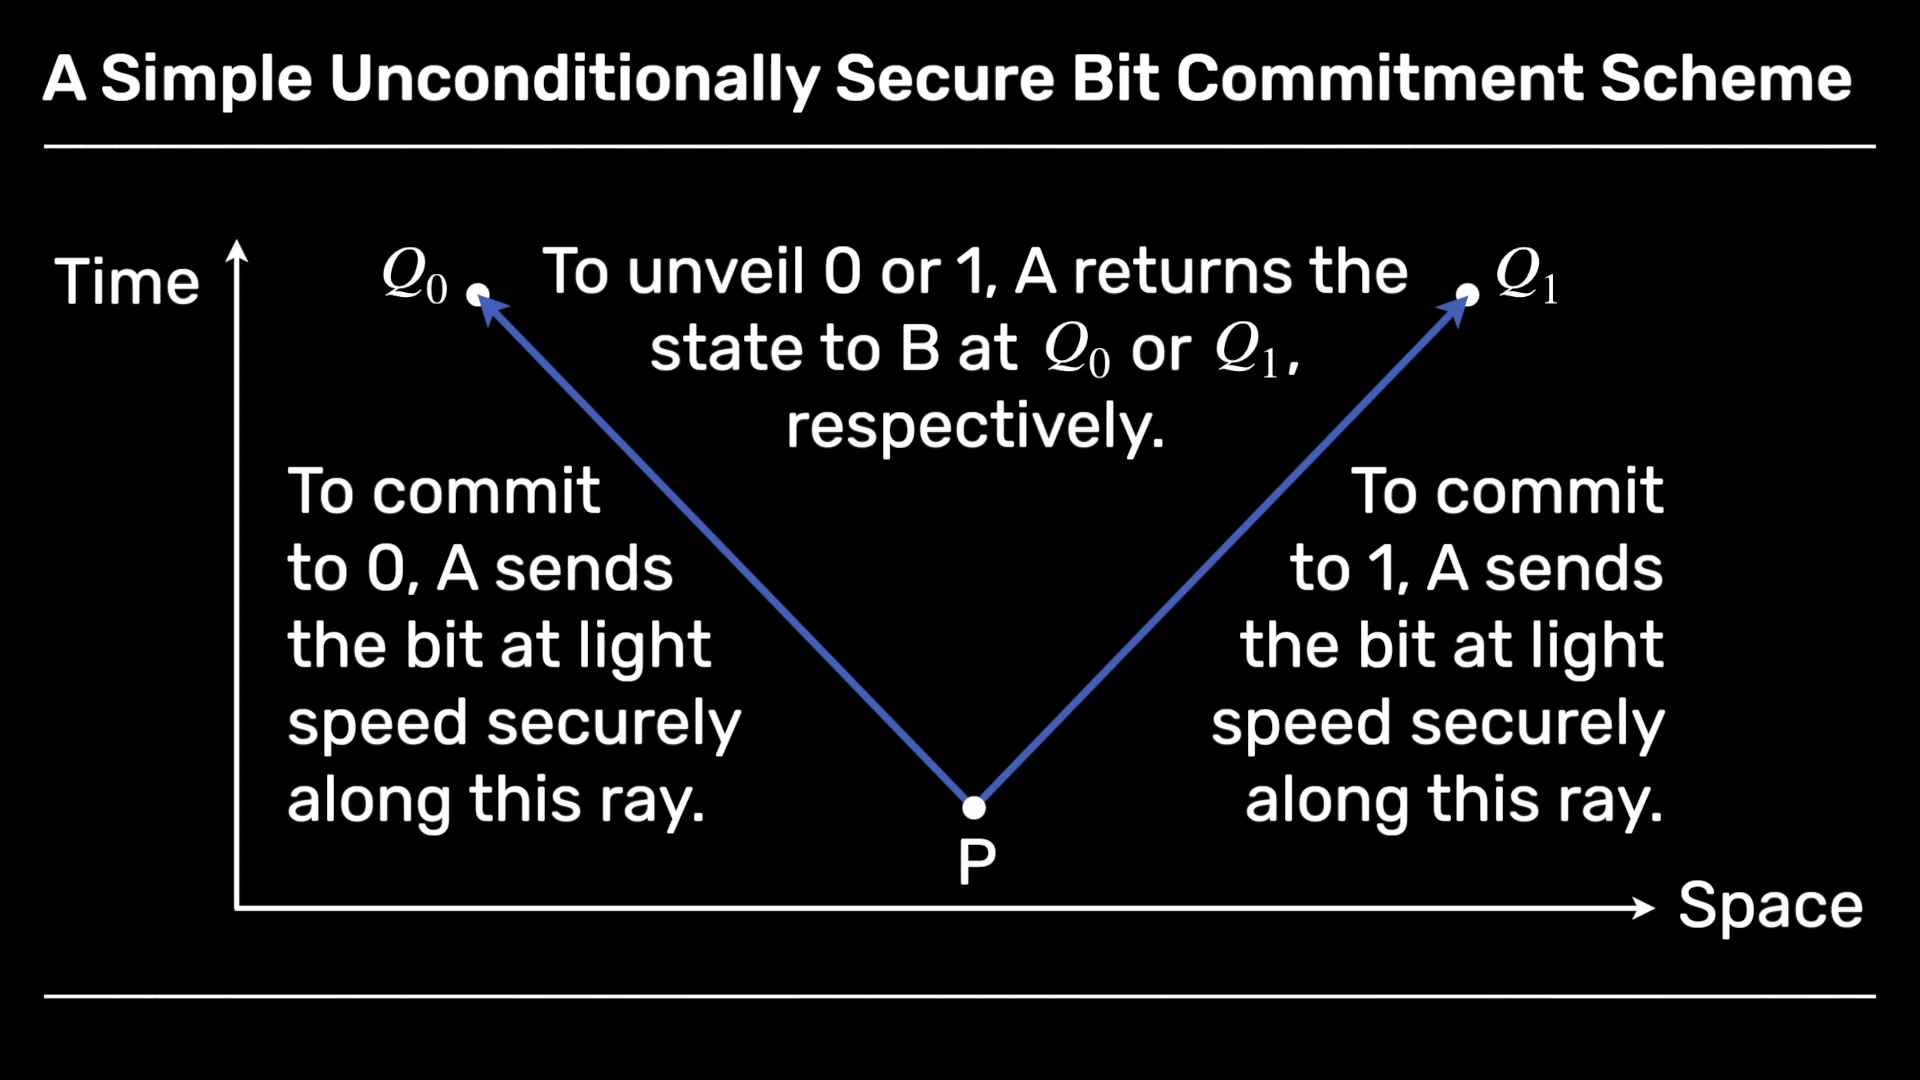 A Simple Unconditionally Secure Bit Commitment Scheme
Time
Q₀
To unveil 0 or 1, A returns the
state to B at Q₀ or Q₁,
respectively.
Q₁
To commit
to 0, A sends
the bit at light
speed securely
along this ray.
To commit
to 1, A sends
the bit at light
speed securely
along this ray.
P
Space